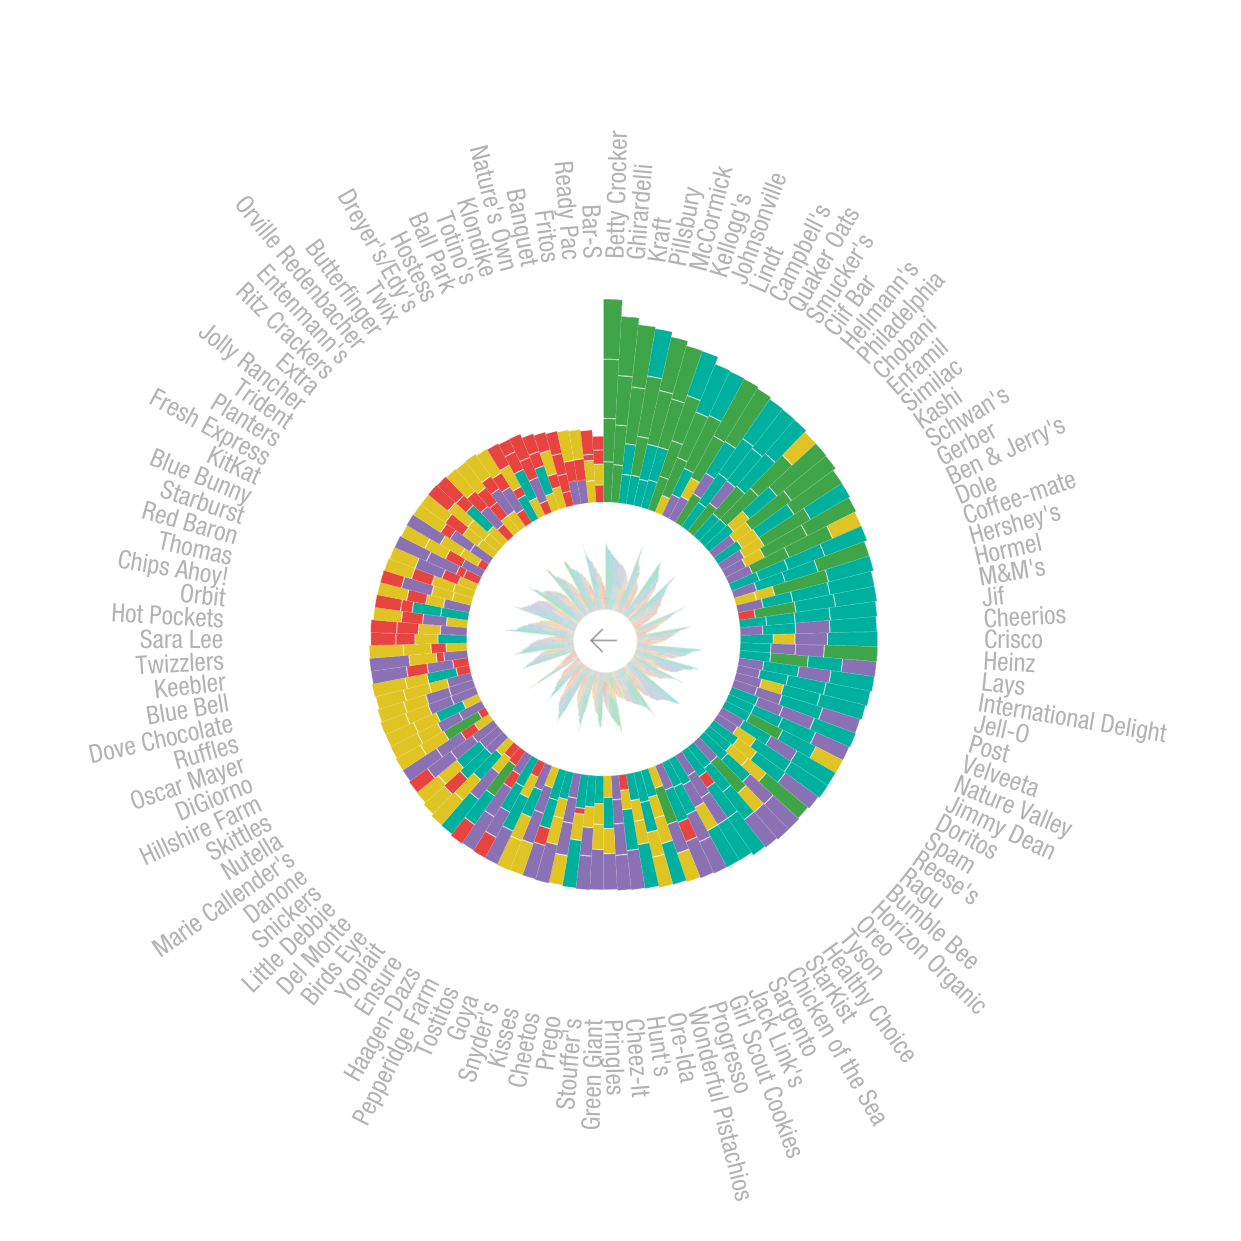 Betty Crocker
Ghirardelli
Kraft
Pillsbury
McCormick
Kellogg's
Johnsonville
Lindt
Campbell's
Quaker Oats
Smucker's
Clif Bar
Hellmann's
Philadelphia
Chobani
Enfamil
Similac
Kashi
Schwan's
Gerber
Ben & Jerry's
Dole
Coffee-mate
Hershey's
Hormel
M&M's
Jif
Cheerios
Crisco
Heinz
Lays
International Delight
Jell-O
Post
Velveeta
Nature Valley
Jimmy Dean
Doritos
Spam
Reese's
Ragu
Bumble Bee
Horizon Organic
Oreo
Tyson
Healthy Choice
StarKist
Chicken of the Sea
Sargento
Jack Link's
Girl Scout Cookies
Progresso
Wonderful Pistachios
Ore-Ida
Hunt's
Cheez-It
Pringles
Green Giant
Stouffer's
Prego
Cheetos
Kisses
Snyder's
Goya
Tostitos
Pepperidge Farm
Haagen-Dazs
Ensure
Yoplait
Birds Eye
Del Monte
Little Debbie
Snickers
Danone
Marie Callender's
Nutella
Skittles
Hillshire Farm
DiGiorno
Oscar Mayer
Ruffles
Dove Chocolate
Blue Bell
Keebler
Twizzlers
Sara Lee
Hot Pockets
Orbit
Chips Ahoy!
Thomas
Red Baron
Starburst
Blue Bunny
KitKat
Fresh Express
Planters
Trident
Jolly Rancher
Extra
Ritz Crackers
Entenmann's
Orville Redenbacher
Butterfinger
Twix
Dreyer's/Edy's
Hostess
Ball Park
Totino's
Klondike
Nature's Own
Banquet
Fritos
Ready Pac
Bar-S